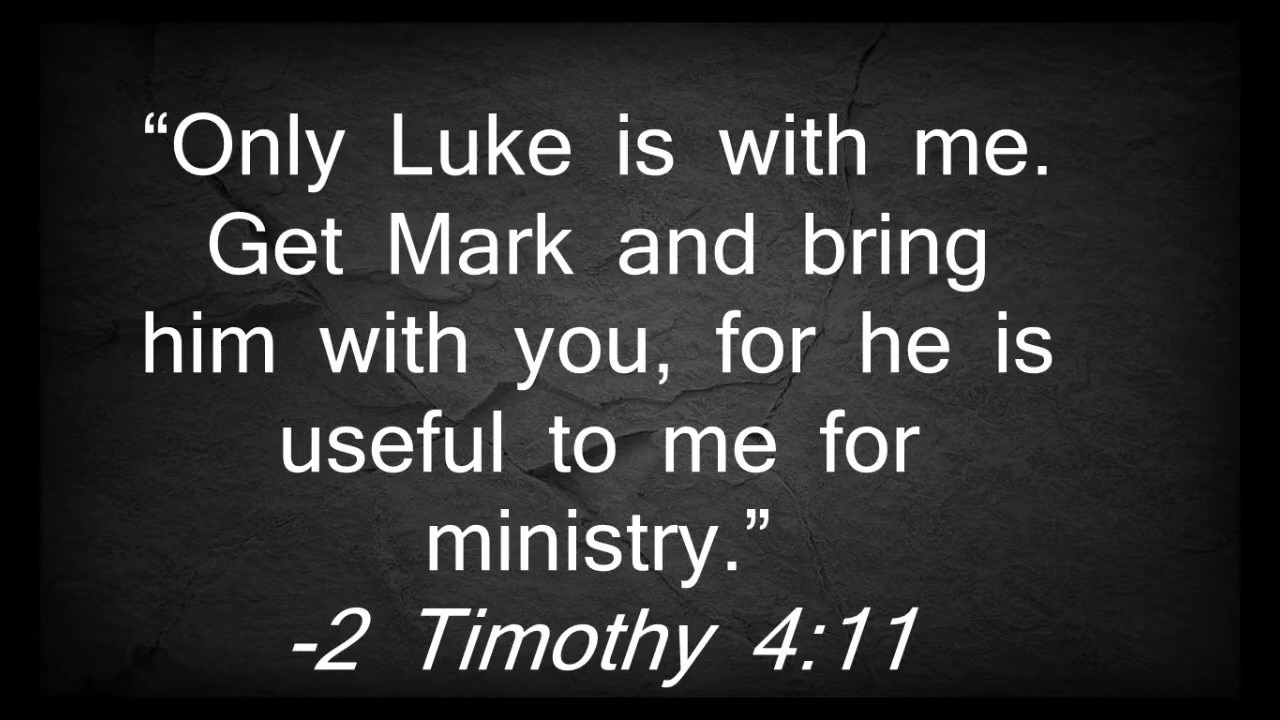 “Only Luke is with me.
Get Mark and bring
him with you, for he is
useful to me for
ministry.”
-2 Timothy 4:11